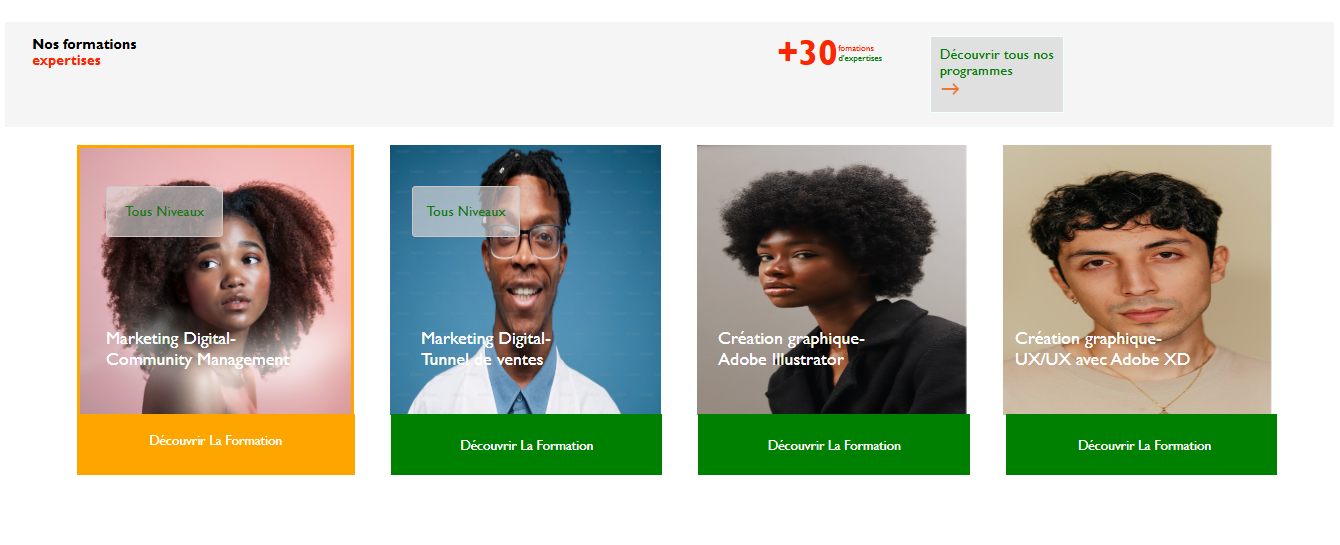 Nos formations
expertises
+30
fomations
d'expertises
Découvrir tous nos
programmes
→
Tous Niveaux
Marketing Digital-
Community Management
Découvrir La Formation
Tous Niveaux
Marketing Digital-
Tunnel de ventes
Découvrir La Formation
Création graphique-
Adobe Illustrator
Découvrir La Formation
Création graphique-
UX/UX avec Adobe XD
Découvrir La Formation